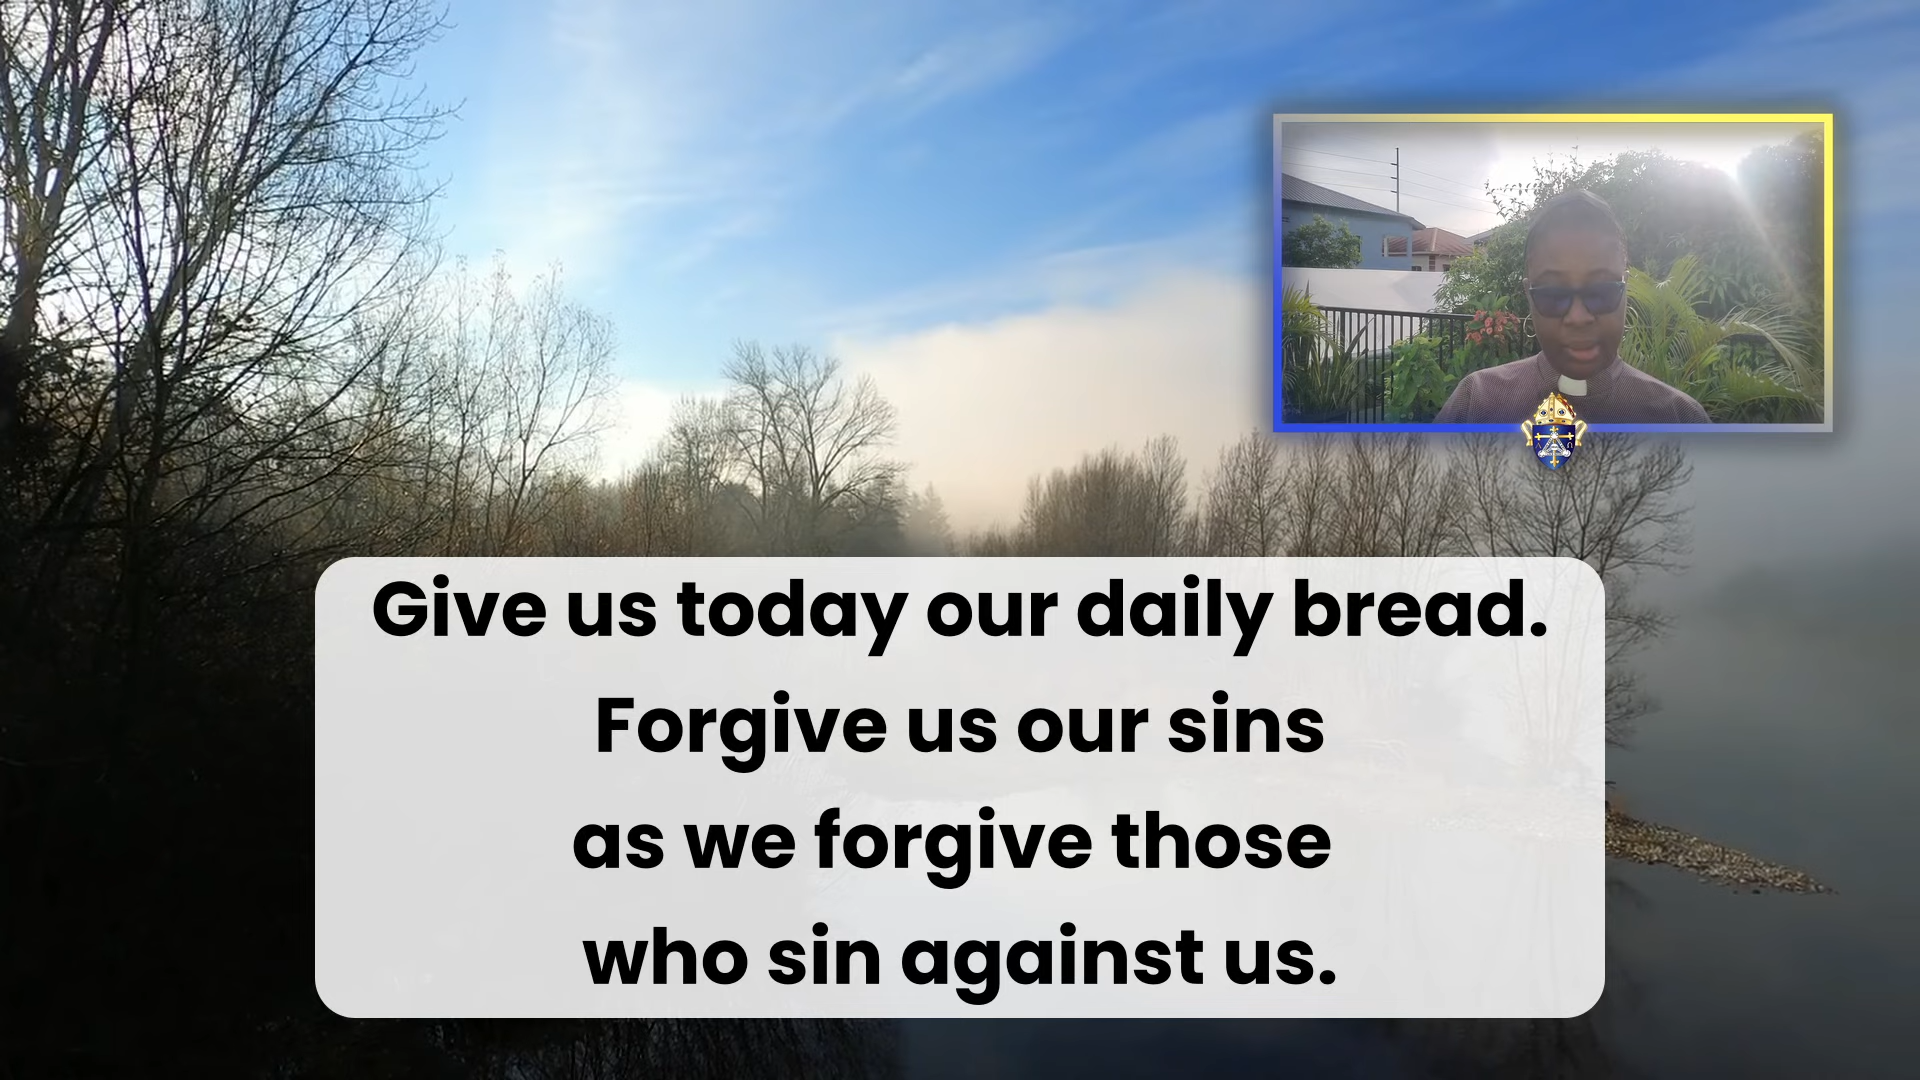 Give us today our daily bread.
Forgive us our sins
as we forgive those
who sin against us.